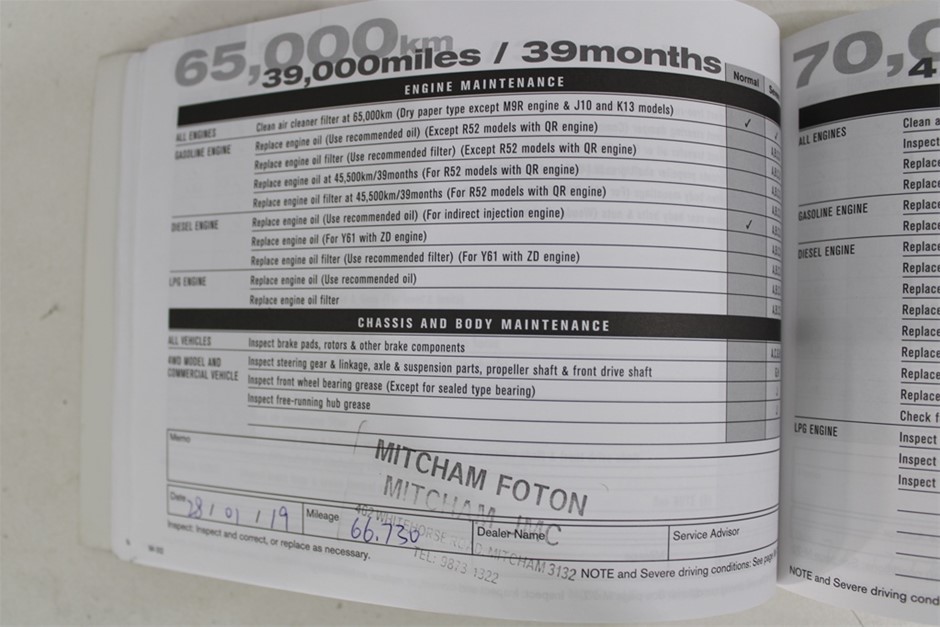 65,000km
39,000miles / 39months
Normal
ENGINE MAINTENANCE
ALL ENGINES Clean air cleaner filter at 65,000km (Dry paper type except M9R engine & J10 and K13 models) ✓
GASOLINE ENGINE Replace engine oil (Use recommended oil) (Except R52 models with QR engine)
Replace engine oil filter (Use recommended filter) (Except R52 models with QR engine)
Replace engine oil at 45,500km/39months (For R52 models with QR engine)
Replace engine oil filter at 45,500km/39months (For R52 models with QR engine)
DIESEL ENGINE Replace engine oil (Use recommended oil) (For indirect injection engine)
Replace engine oil (For Y61 with ZD engine) ✓
Replace engine oil filter (Use recommended filter) (For Y61 with ZD engine)
LPG ENGINE Replace engine oil (Use recommended oil)
Replace engine oil filter
CHASSIS AND BODY MAINTENANCE
ALL VEHICLES Inspect brake pads, rotors & other brake components
4WD MODEL AND COMMERCIAL VEHICLE Inspect steering gear & linkage, axle & suspension parts, propeller shaft & front drive shaft
Inspect front wheel bearing grease (Except for sealed type bearing)
Inspect free-running hub grease
Memo
MITCHAM FOTON
MITCHAM JMC
402 WHITEHORSE ROAD, MITCHAM 3132
TEL: 9873 1322
Date 28/01/19 Mileage 66.730 Dealer Name Service Advisor
Inspect: Inspect and correct, or replace as necessary.
NOTE and Severe driving conditions: See
70,0
4
ALL ENGINES Clean a
Inspect
Replac
Replac
GASOLINE ENGINE Replac
Replac
DIESEL ENGINE Replac
Replace
Replace
Replace
Replace
Replace
Replace
Replace
Check f
LPG ENGINE Inspect
Inspect
Inspect
NOTE and Severe driving cond